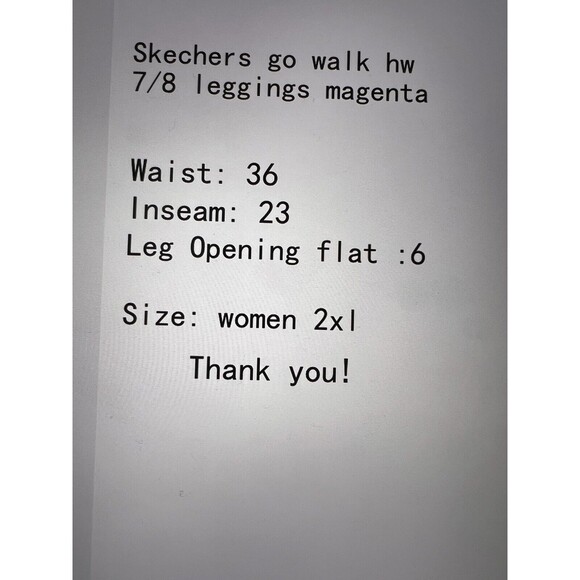 Skechers go walk hw
7/8 leggings magenta
Waist: 36
Inseam: 23
Leg Opening flat :6
Size: women 2xl
Thank you!